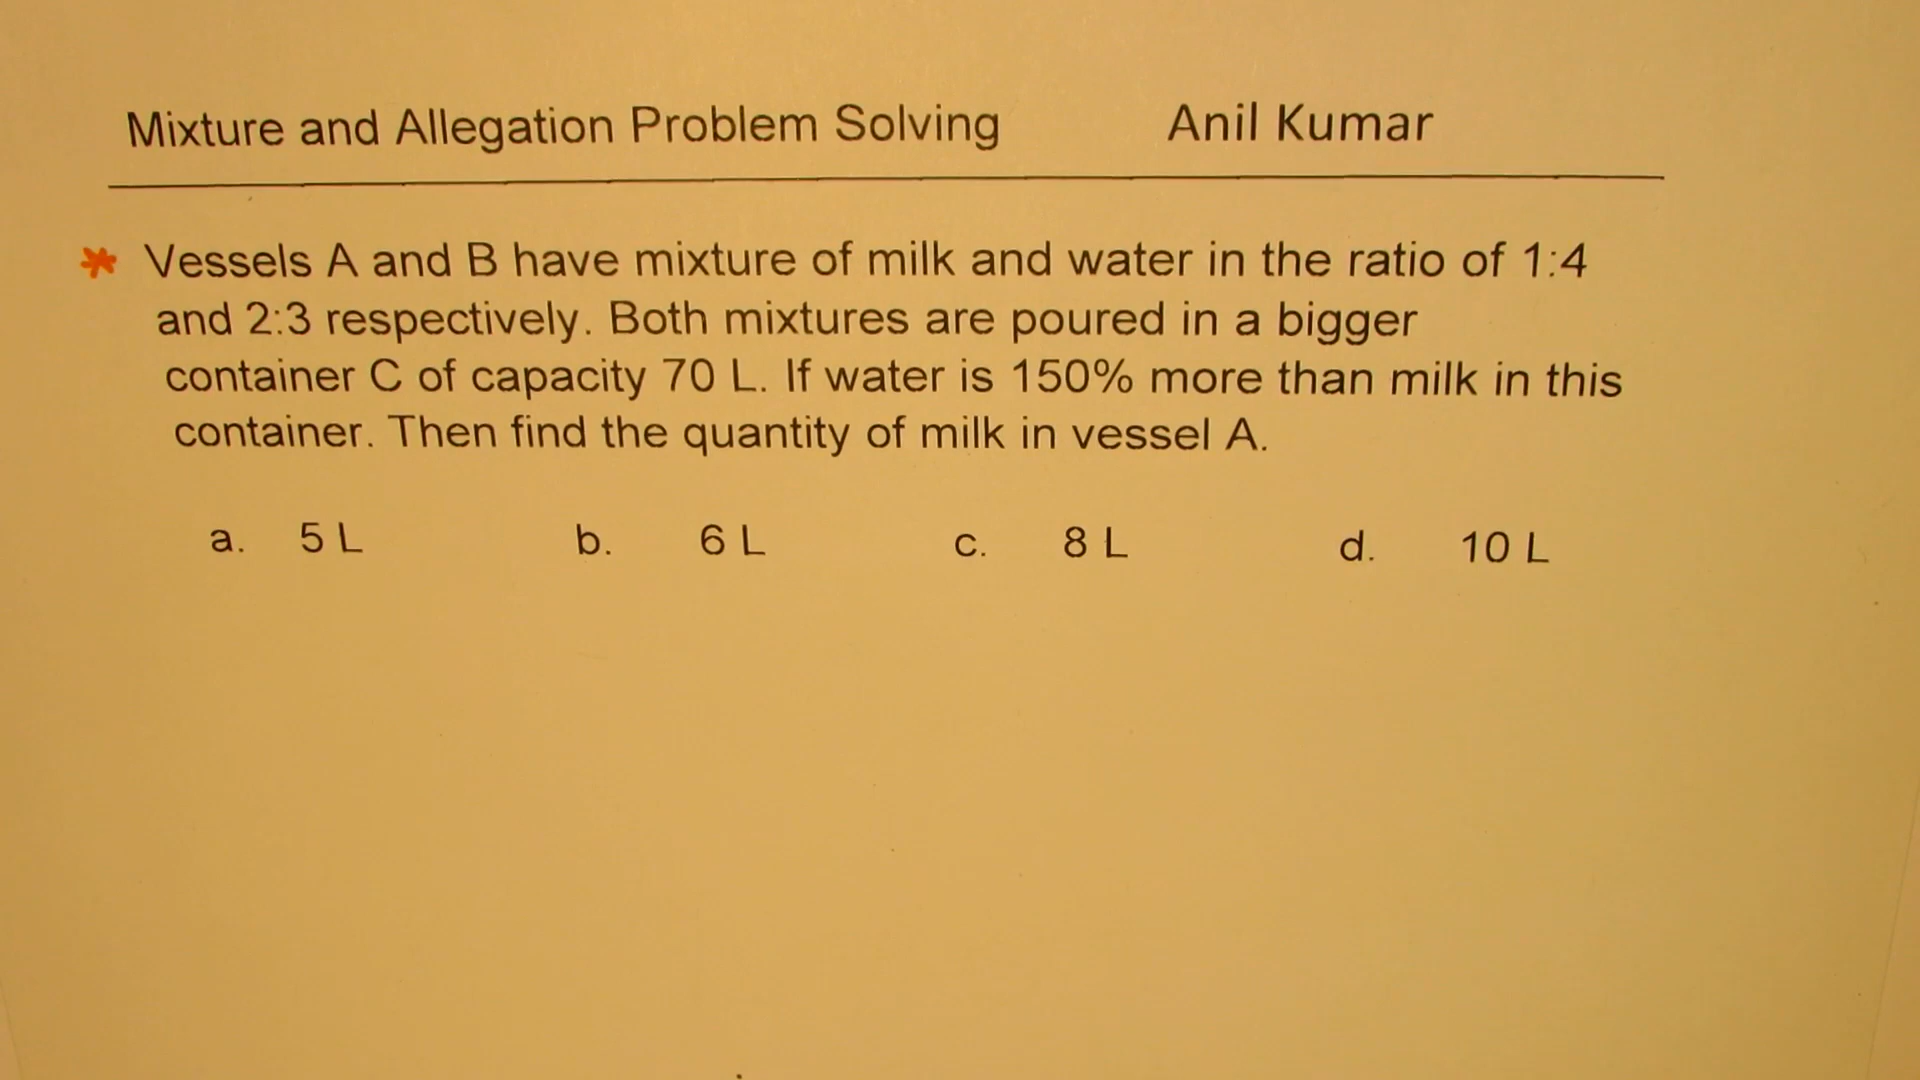 Mixture and Allegation Problem Solving Anil Kumar
* Vessels A and B have mixture of milk and water in the ratio of 1:4
and 2:3 respectively. Both mixtures are poured in a bigger
container C of capacity 70 L. If water is 150% more than milk in this
container. Then find the quantity of milk in vessel A.
a. 5 L b. 6 L c. 8 L d. 10 L